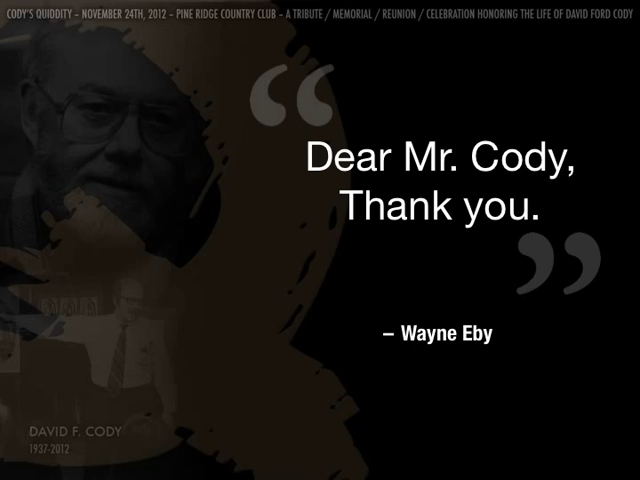 CODY'S QUIDDITY – NOVEMBER 24TH, 2012 – PINE RIDGE COUNTRY CLUB – A TRIBUTE / MEMORIAL / REUNION / CELEBRATION HONORING THE LIFE OF DAVID FORD CODY
“
Dear Mr. Cody,
Thank you.
”
– Wayne Eby
DAVID F. CODY
1937-2012